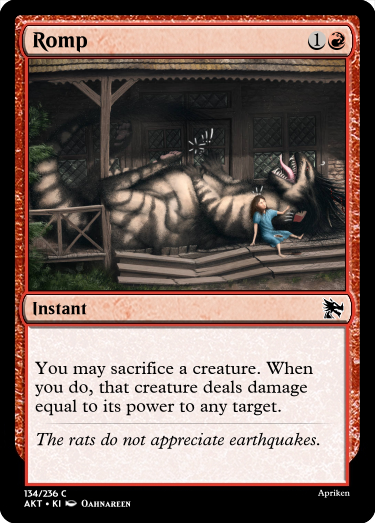 Romp
1
Instant
You may sacrifice a creature. When
you do, that creature deals damage
equal to its power to any target.
The rats do not appreciate earthquakes.
134/236 C
Apriken
AKT • KI Oahnareen